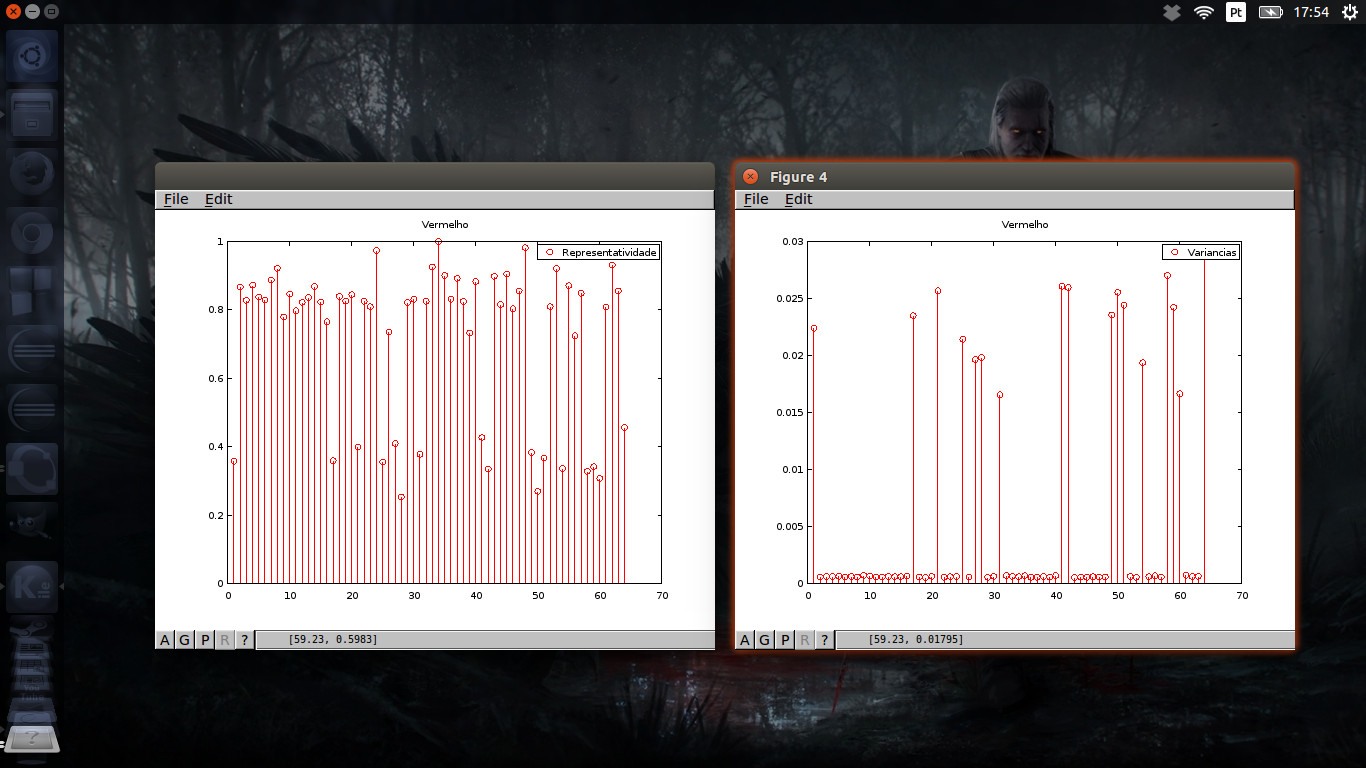 Pt 17:54
File Edit
Vermelho
Representatividade
1
0.8
0.6
0.4
0.2
0
0 10 20 30 40 50 60 70
A G P R ? [59.23, 0.5983]
Figure 4
File Edit
Vermelho
Variancias
0.03
0.025
0.02
0.015
0.01
0.005
0
0 10 20 30 40 50 60 70
A G P R ? [59.23, 0.01795]